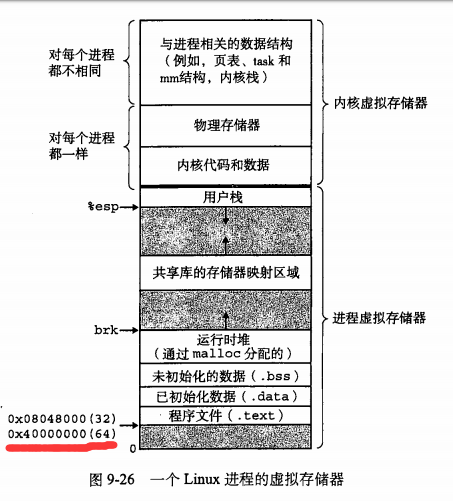 对每个进程
都不相同
与进程相关的数据结构
(例如,页表、task 和
mm结构,内核栈)
内核虚拟存储器
对每个进程
都一样
物理存储器
内核代码和数据
用户栈
%esp
共享库的存储器映射区域
进程虚拟存储器
brk
运行时堆
(通过 malloc 分配的)
未初始化的数据(.bss)
已初始化数据(.data)
程序文件(.text)
0x08048000(32)
0x40000000(64)
0
图 9-26 一个 Linux 进程的虚拟存储器